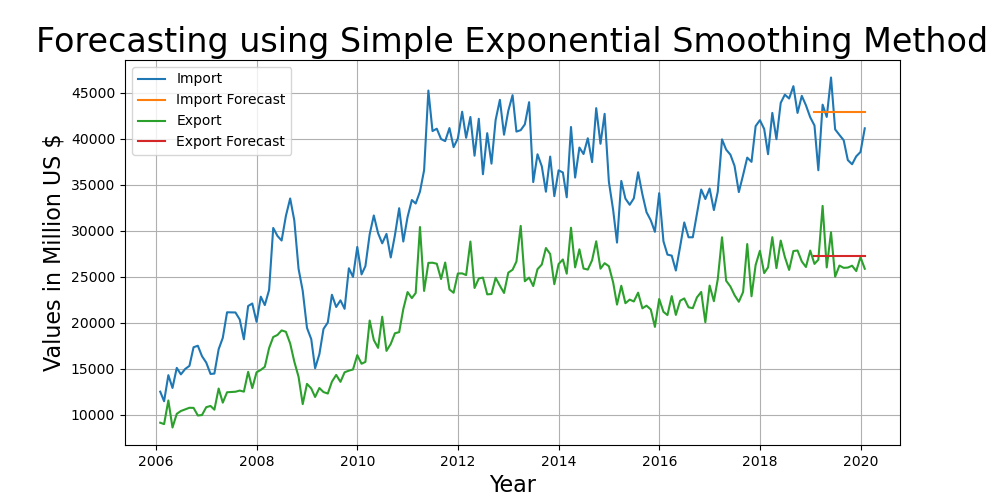 Forecasting using Simple Exponential Smoothing Method
Import
Import Forecast
Export
Export Forecast
Values in Million US $
45000
40000
35000
30000
25000
20000
15000
10000
2006 2008 2010 2012 2014 2016 2018 2020
Year